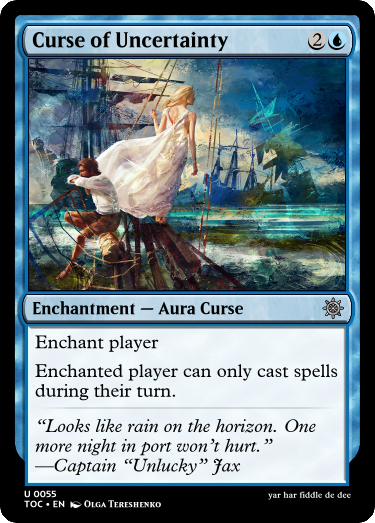 Curse of Uncertainty 2
Enchantment — Aura Curse
Enchant player
Enchanted player can only cast spells
during their turn.
“Looks like rain on the horizon. One
more night in port won’t hurt.”
—Captain “Unlucky” Jax
U 0055
TOC • EN Olga Tereshenko
yar har fiddle de dee